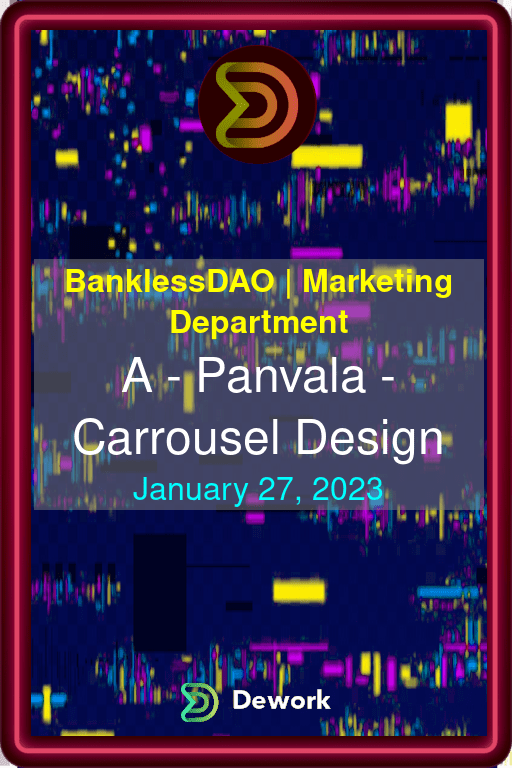 BanklessDAO | Marketing
Department
A - Panvala -
Carrousel Design
January 27, 2023
Dework